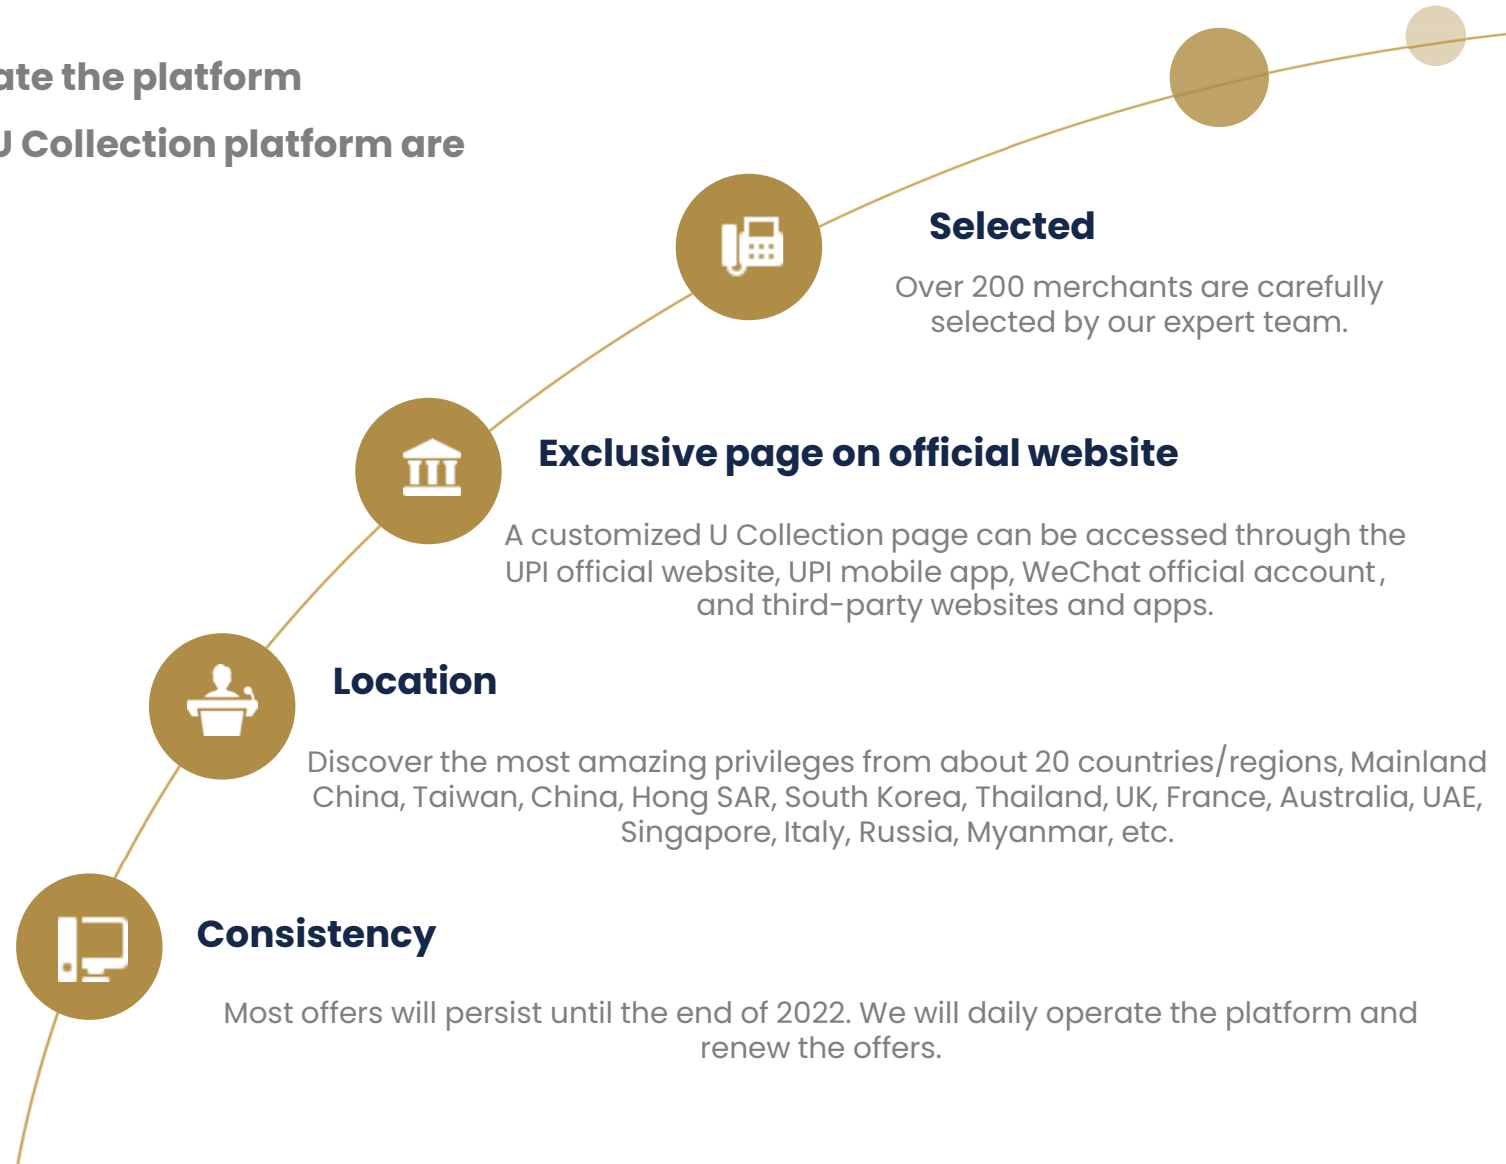 the platform
Collection platform are
Selected
Over 200 merchants are carefully
selected by our expert team.
Exclusive page on official website
A customized U Collection page can be accessed through the
UPI official website, UPI mobile app, WeChat official account,
and third-party websites and apps.
Location
Discover the most amazing privileges from about 20 countries/regions, Mainland
China, Taiwan, China, Hong SAR, South Korea, Thailand, UK, France, Australia, UAE,
Singapore, Italy, Russia, Myanmar, etc.
Consistency
Most offers will persist until the end of 2022. We will daily operate the platform and
renew the offers.